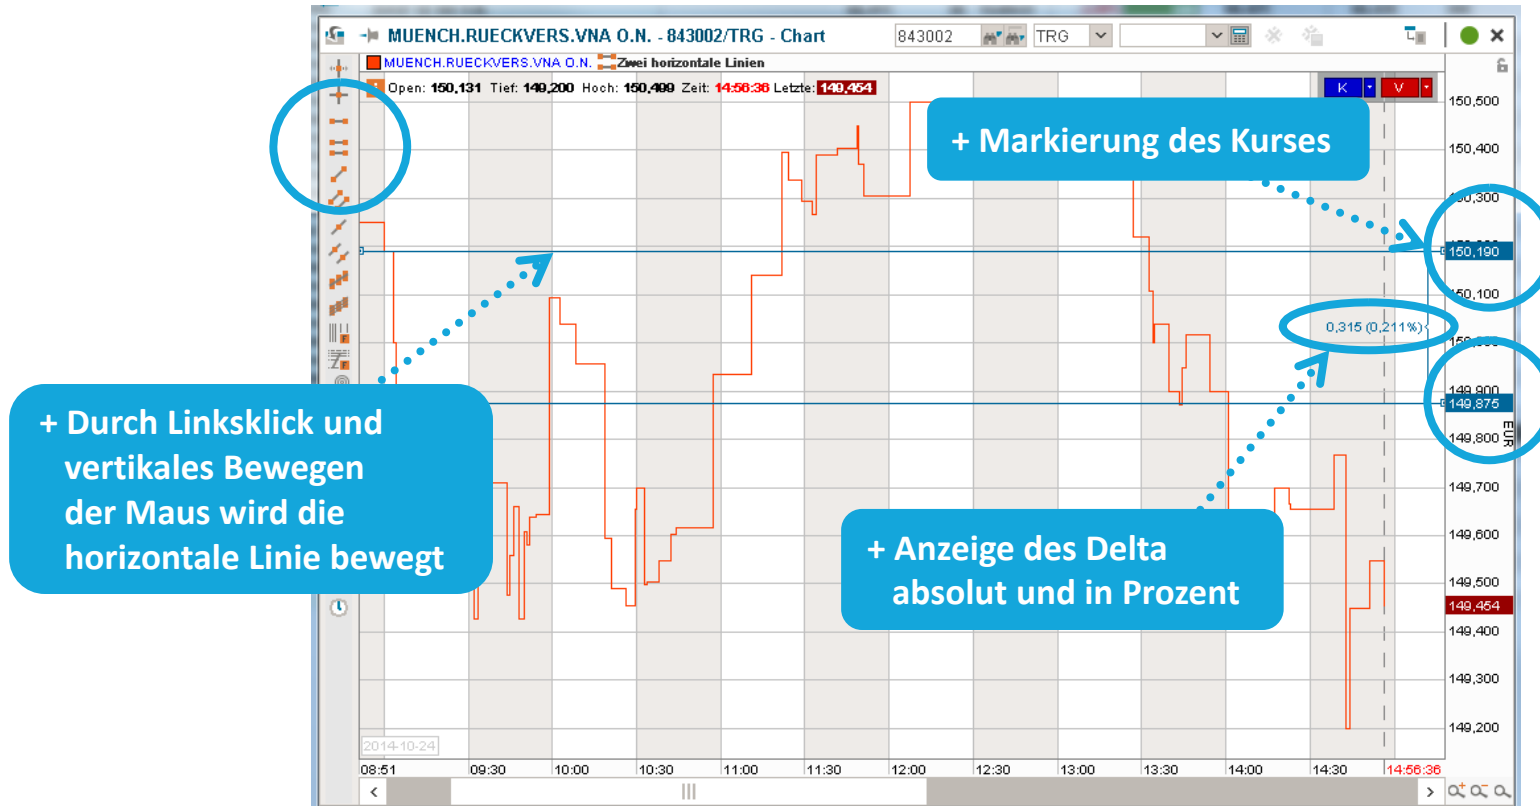 MUENCH.RUECKVERS.VNA O.N. - 843002/TRG - Chart
843002
TRG
MUENCH.RUECKVERS.VNA O.N. Zwei horizontale Linien
Open: 150,131 Tief: 149,200 Hoch: 150,499 Zeit: 14:56:36 Letzte: 149,454
K
V
150,500
+ Markierung des Kurses
150,400
150,300
150,190
150,100
0,315 (0,211%)
149,900
149,875
EUR
149,800
+ Durch Linksklick und
vertikales Bewegen
der Maus wird die
horizontale Linie bewegt
149,700
149,600
+ Anzeige des Delta
absolut und in Prozent
149,500
149,454
149,400
149,300
149,200
2014-10-24
08:51 09:30 10:00 10:30 11:00 11:30 12:00 12:30 13:00 13:30 14:00 14:30 14:56:36